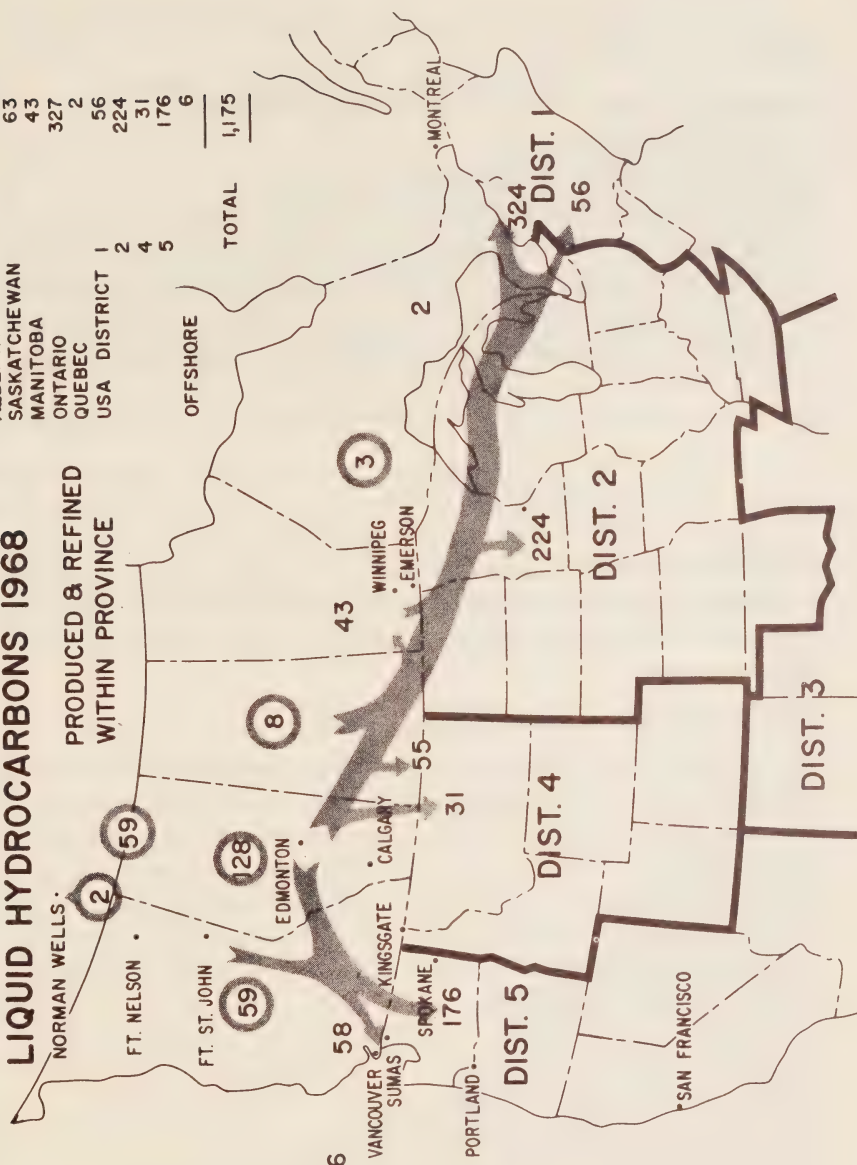 LIQUID HYDROCARBONS 1968
PRODUCED & REFINED
WITHIN PROVINCE
SASKATCHEWAN 63
MANITOBA 43
ONTARIO 327
QUEBEC 2
USA DISTRICT 1 56
2 224
4 31
5 176
OFFSHORE 6
TOTAL 1,175
NORMAN WELLS
2
59
FT. NELSON
FT. ST. JOHN
59
128
8
3
EDMONTON
CALGARY
43
WINNIPEG
EMERSON
2
MONTREAL
58
KINGSGATE
55
31
6
VANCOUVER
SUMAS
SPOKANE
176
PORTLAND
224
324
DIST. 1
56
DIST. 2
DIST. 4
DIST. 5
DIST. 3
SAN FRANCISCO